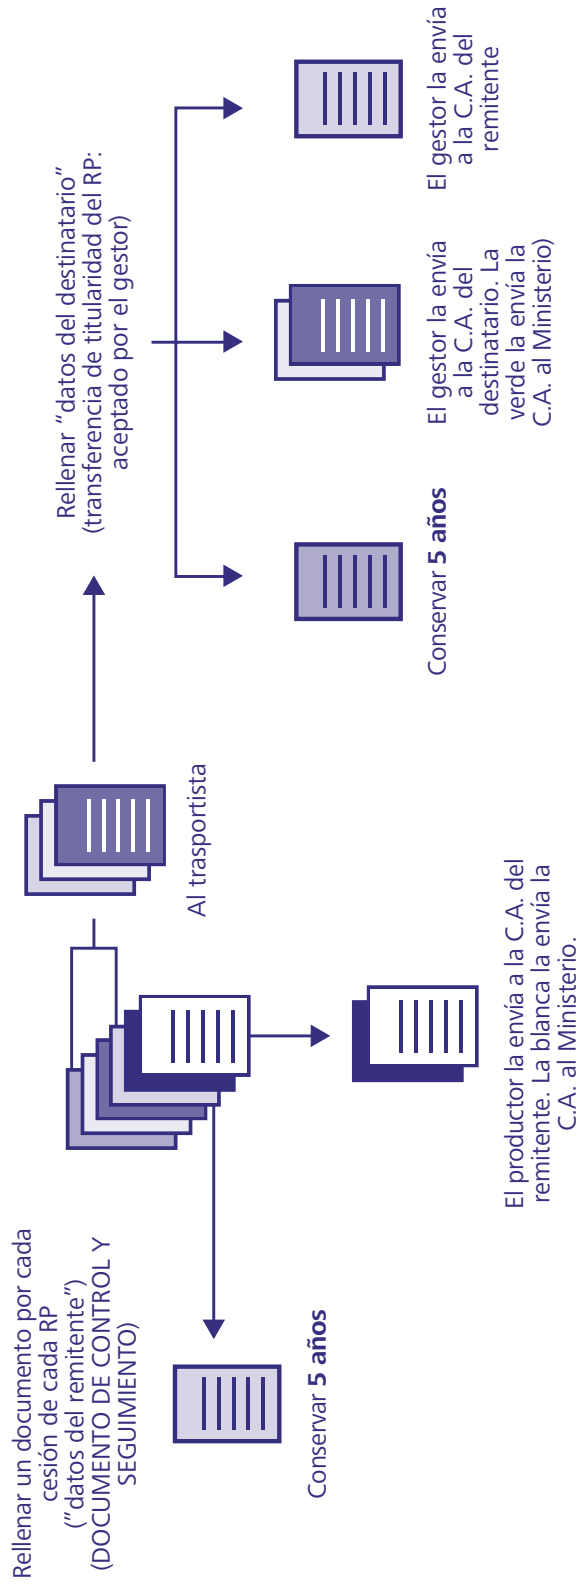 Rellenar un documento por cada
cesión de cada RP
(“datos del remitente”)
(DOCUMENTO DE CONTROL Y
SEGUIMIENTO)
Conservar 5 años
El productor la envía a la C.A. del
remitente. La blanca la envía la
C.A. al Ministerio.
Al trasportista
Rellenar “datos del destinatario”
(transferencia de titularidad del RP:
aceptado por el gestor)
Conservar 5 años
El gestor la envía
a la C.A. del
destinatario. La
verde la envía la
C.A. al Ministerio)
El gestor la envía
a la C.A. del
remitente